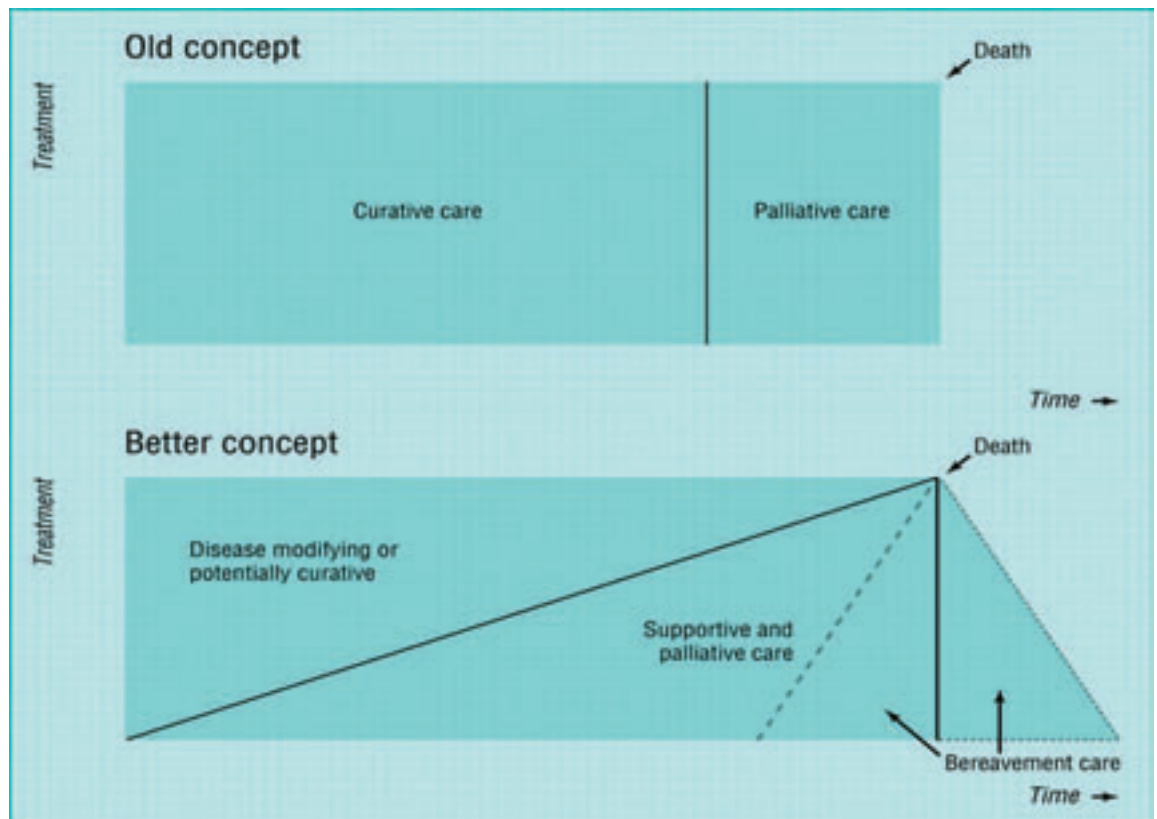 Old concept
Death
Treatment
Curative care
Palliative care
Time
Better concept
Death
Treatment
Disease modifying or
potentially curative
Supportive and
palliative care
Bereavement care
Time